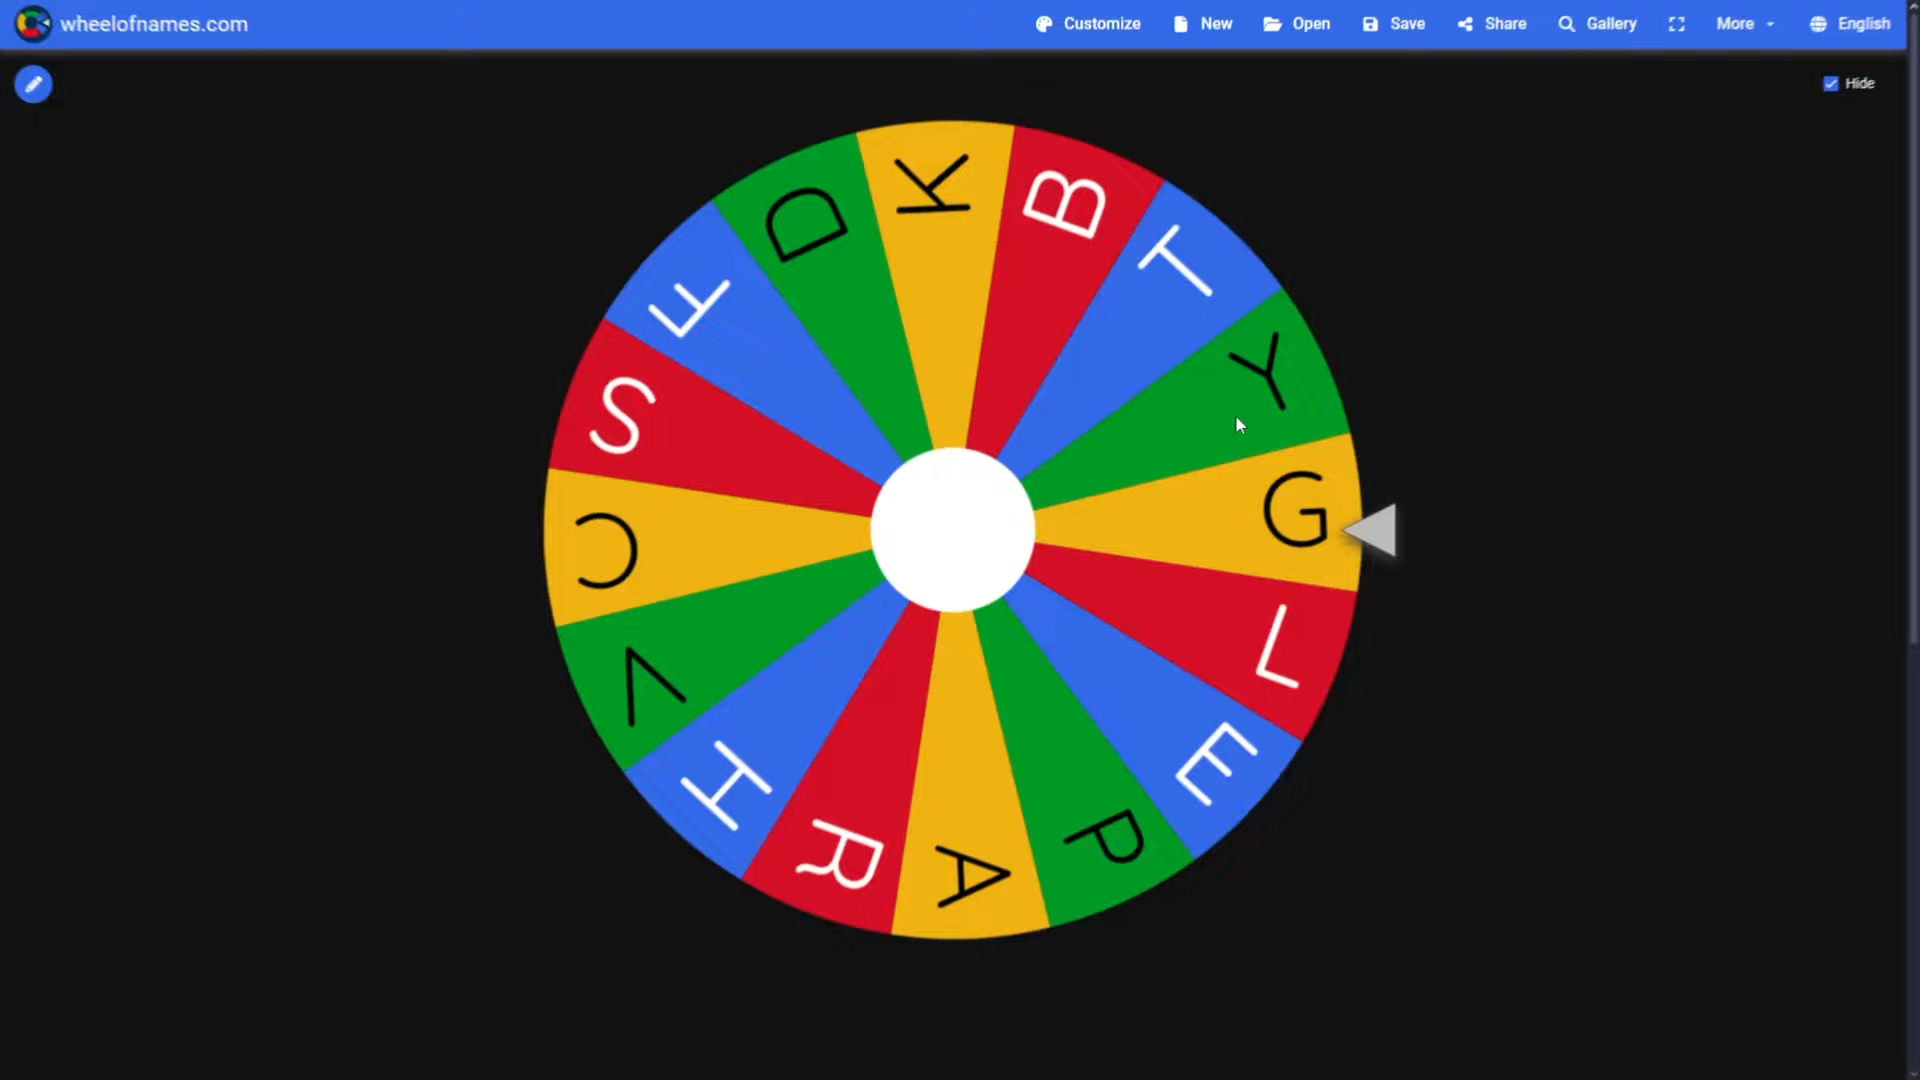 wheelofnames.com
Customize
New
Open
Save
Share
Gallery
More
English
Hide
K
B
T
Y
G
L
E
P
A
R
H
V
C
S
F
D